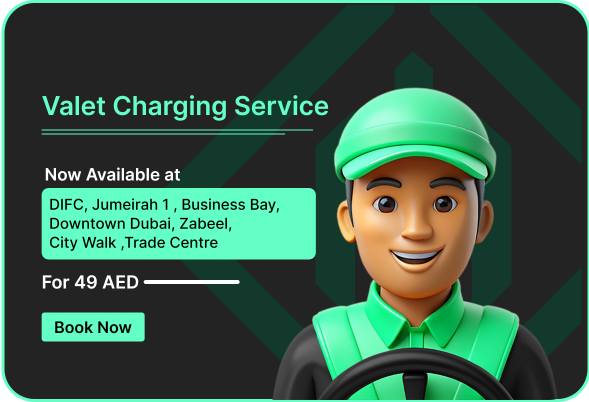 Valet Charging Service
Now Available at
DIFC, Jumeirah 1 , Business Bay,
Downtown Dubai, Zabeel,
City Walk ,Trade Centre
For 49 AED
Book Now